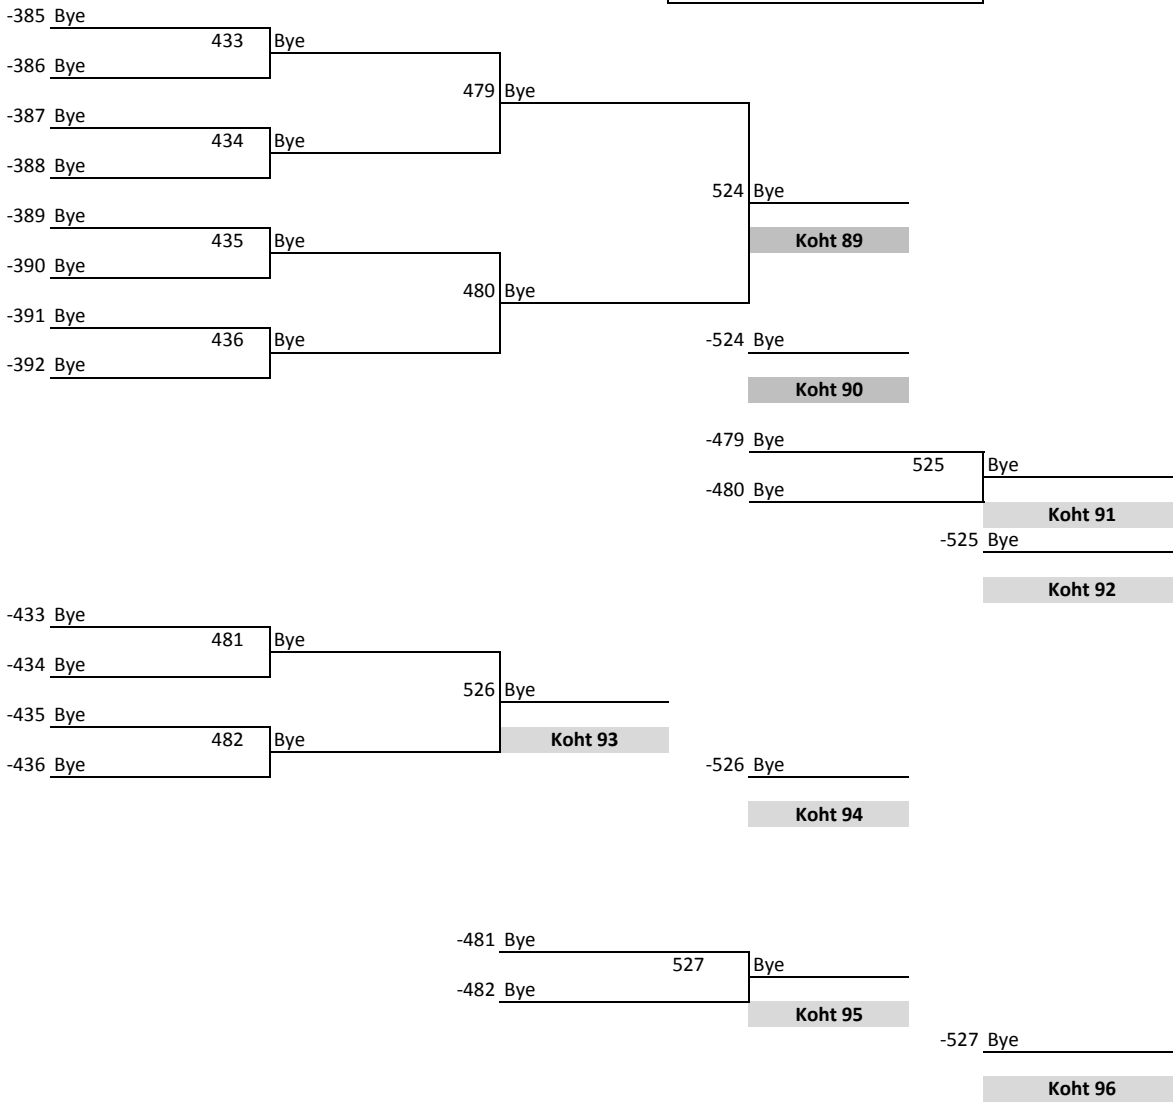 -385 Bye
433 Bye
-386 Bye
479 Bye
-387 Bye
434 Bye
-388 Bye
524 Bye
-389 Bye
435 Bye
Koht 89
-390 Bye
480 Bye
-391 Bye
436 Bye
-524 Bye
-392 Bye
Koht 90
-479 Bye
525 Bye
-480 Bye
Koht 91
-525 Bye
Koht 92
-433 Bye
481 Bye
-434 Bye
526 Bye
-435 Bye
482 Bye
Koht 93
-436 Bye
-526 Bye
Koht 94
-481 Bye
527 Bye
-482 Bye
Koht 95
-527 Bye
Koht 96